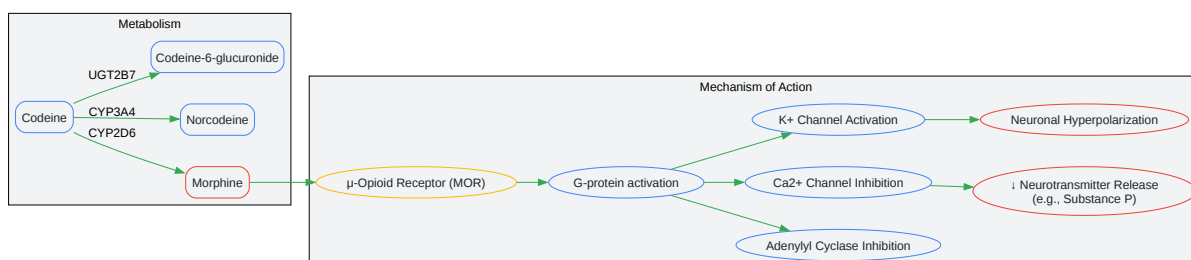 Metabolism
Codeine-6-glucuronide
UGT2B7
Codeine
CYP3A4
Norcodeine
CYP2D6
Morphine
Mechanism of Action
K+ Channel Activation
Neuronal Hyperpolarization
μ-Opioid Receptor (MOR)
G-protein activation
Ca2+ Channel Inhibition
↓ Neurotransmitter Release
(e.g., Substance P)
Adenylyl Cyclase Inhibition